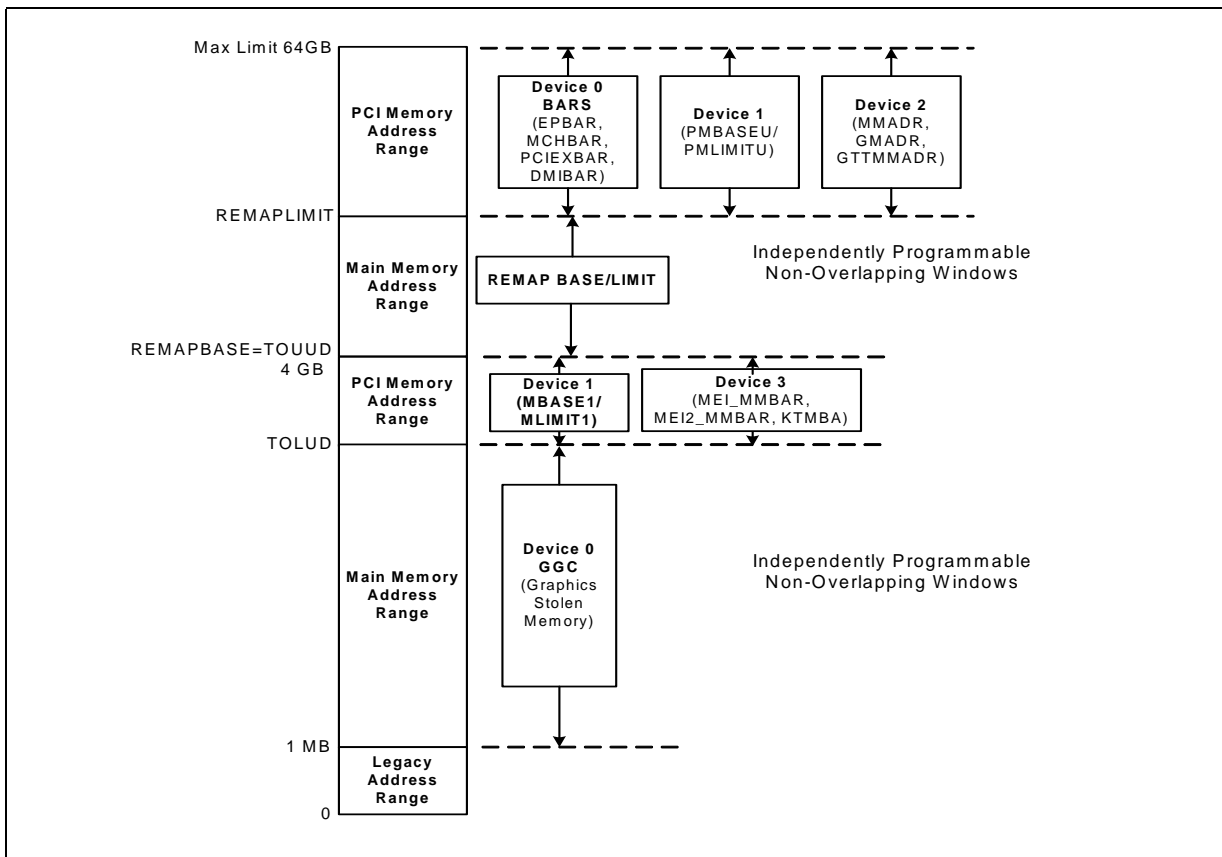 Max Limit 64GB
PCI Memory
Address
Range
Device 0
BARS
(EPBAR,
MCHBAR,
PCIEXBAR,
DMIBAR)
Device 1
(PMBASEU/
PMLIMITU)
Device 2
(MMADR,
GMADR,
GTTMMADR)
REMAPLIMIT
Main Memory
Address
Range
REMAP BASE/LIMIT
Independently Programmable
Non-Overlapping Windows
REMAPBASE=TOUUD
4 GB
PCI Memory
Address
Range
Device 1
(MBASE1/
MLIMIT1)
Device 3
(MEI_MMBAR,
MEI2_MMBAR, KTMBA)
TOLUD
Main Memory
Address
Range
Device 0
GGC
(Graphics
Stolen
Memory)
Independently Programmable
Non-Overlapping Windows
1 MB
Legacy
Address
Range
0